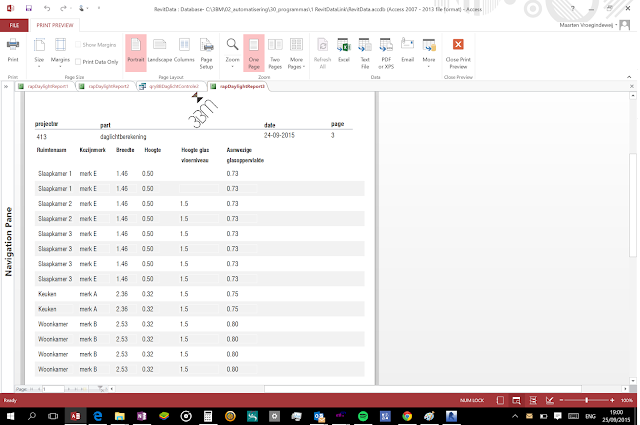 RevitData : Database- C:\3BM\02_automatisering\30_programmas\1 RevitDataLink\RevitData.accdb (Access 2007 - 2013 file format) - Access
FILE PRINT PREVIEW Maarten Vroegindeweij
Print Size Margins Show Margins Print Data Only Portrait Landscape Columns Page Setup Zoom One Page Two Pages More Pages Refresh All Excel Text File PDF or XPS Email More Close Print Preview
Print Page Size Page Layout Zoom Data Close Preview
rapDaylightReport1 rapDaylightReport2 rapDaylightReport3
3Bm
projectnr part date page
413 daglichtberekening 24-09-2015 3
Ruimtenaam Kozijnmerk Breedte Hoogte Hoogte glas vloerniveau Aanwezige glasoppervlakte
Slaapkamer 1 merk E 1.46 0.50 0.73
Slaapkamer 1 merk E 1.46 0.50 0.73
Slaapkamer 2 merk E 1.46 0.50 1.5 0.73
Slaapkamer 2 merk E 1.46 0.50 1.5 0.73
Slaapkamer 3 merk E 1.46 0.50 1.5 0.73
Slaapkamer 3 merk E 1.46 0.50 1.5 0.73
Slaapkamer 3 merk E 1.46 0.50 1.5 0.73
Slaapkamer 3 merk E 1.46 0.50 1.5 0.73
Keuken merk A 2.36 0.32 1.5 0.75
Keuken merk A 2.36 0.32 1.5 0.75
Woonkamer merk B 2.53 0.32 1.5 0.80
Woonkamer merk B 2.53 0.32 1.5 0.80
Woonkamer merk B 2.53 0.32 1.5 0.80
Woonkamer merk B 2.53 0.32 1.5 0.80
Navigation Pane
Page: 1
Ready NUM LOCK 100%
19:00
25/09/2015